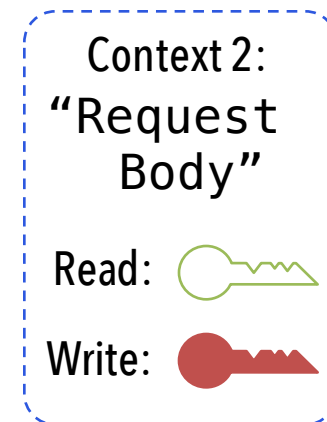 Context 2:
“Request
Body”
Read:
Write: